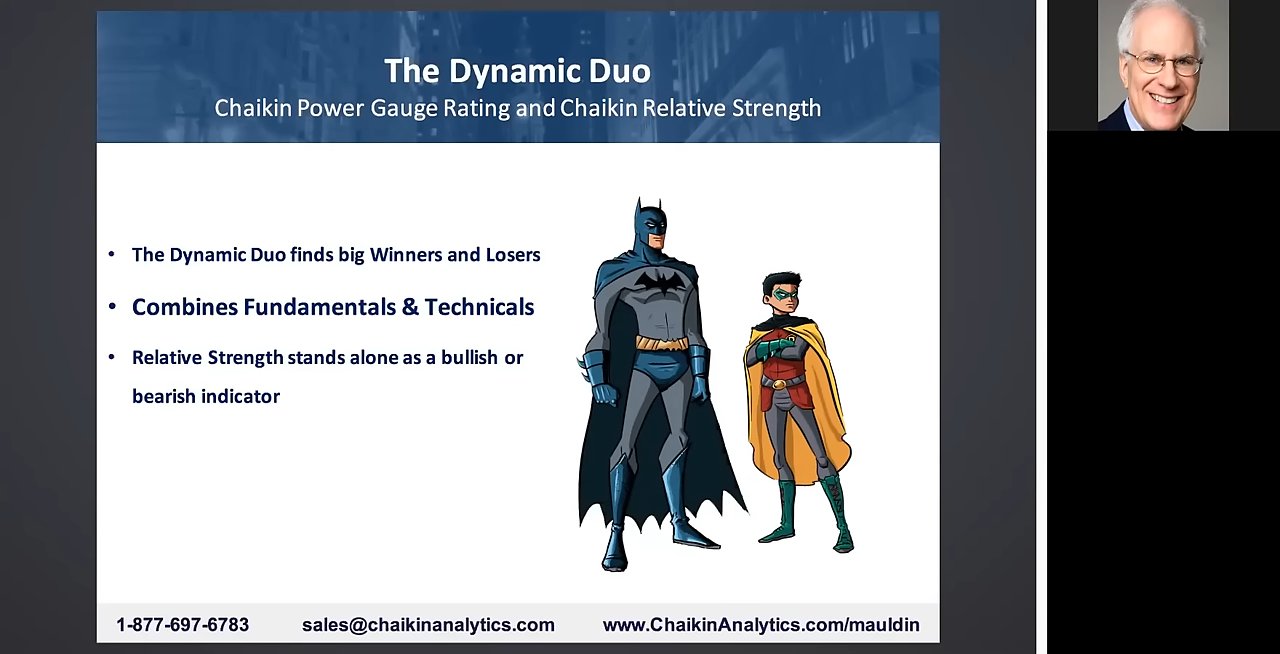 The Dynamic Duo
Chaikin Power Gauge Rating and Chaikin Relative Strength
• The Dynamic Duo finds big Winners and Losers
• Combines Fundamentals & Technicals
• Relative Strength stands alone as a bullish or
bearish indicator
1-877-697-6783 sales@chaikinanalytics.com www.ChaikinAnalytics.com/mauldin